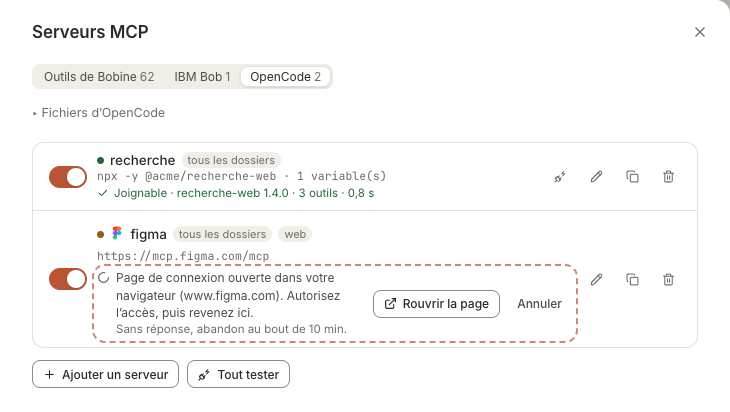 Serveurs MCP
Outils de Bobine 62 IBM Bob 1 OpenCode 2
▸ Fichiers d’OpenCode
recherche tous les dossiers
npx -y @acme/recherche-web · 1 variable(s)
Joignable · recherche-web 1.4.0 · 3 outils · 0,8 s
figma tous les dossiers web
https://mcp.figma.com/mcp
Page de connexion ouverte dans votre
navigateur (www.figma.com). Autorisez
l’accès, puis revenez ici.
Sans réponse, abandon au bout de 10 min.
Rouvrir la page Annuler
Ajouter un serveur Tout tester